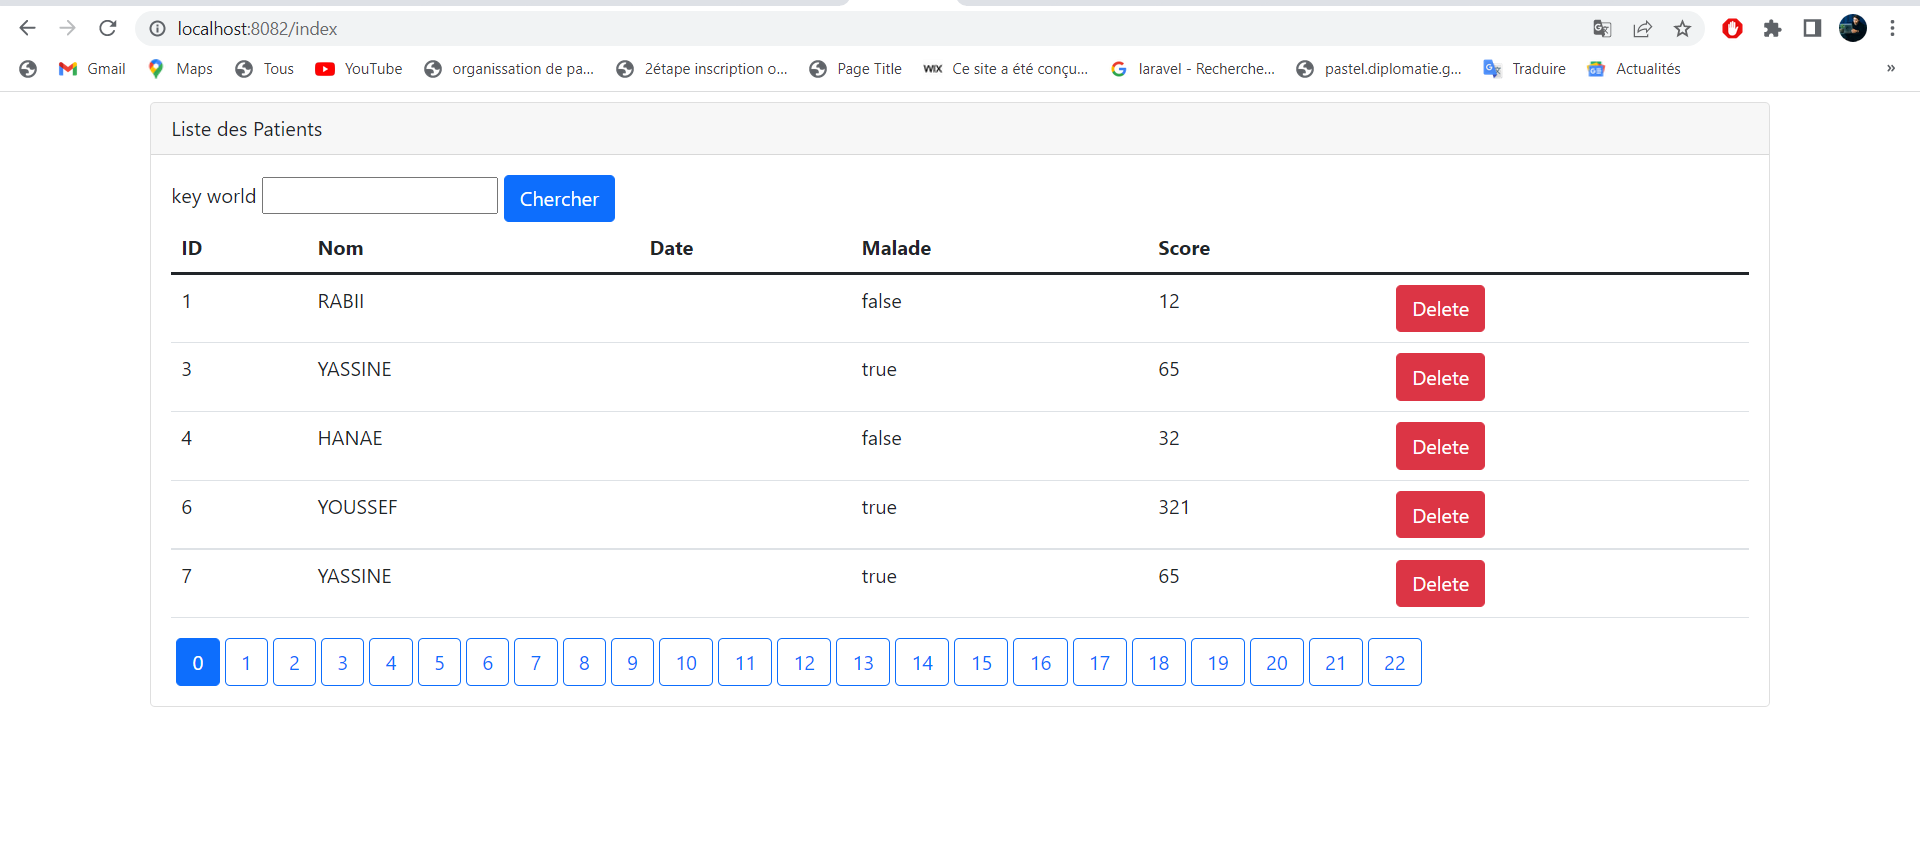 localhost:8082/index
Gmail Maps Tous YouTube organissation de pa... 2étape inscription o... Page Title WIX Ce site a été conçu... laravel - Recherche... pastel.diplomatie.g... Traduire Actualités »
Liste des Patients
key world Chercher
ID Nom Date Malade Score
1 RABII false 12 Delete
3 YASSINE true 65 Delete
4 HANAE false 32 Delete
6 YOUSSEF true 321 Delete
7 YASSINE true 65 Delete
0 1 2 3 4 5 6 7 8 9 10 11 12 13 14 15 16 17 18 19 20 21 22